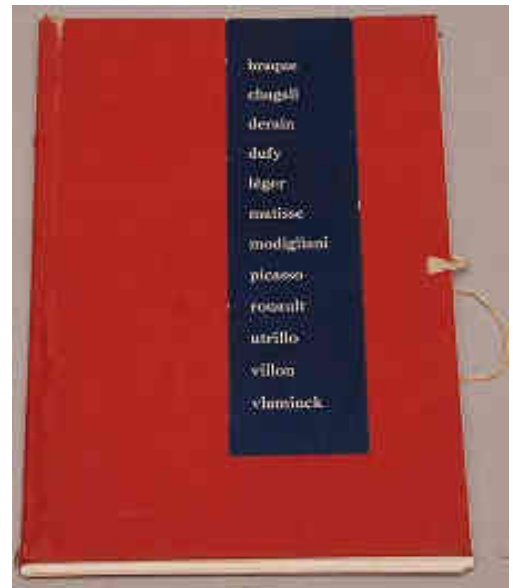 braque
chagall
derain
dufy
léger
matisse
modigliani
picasso
rouault
utrillo
villon
vlaminck